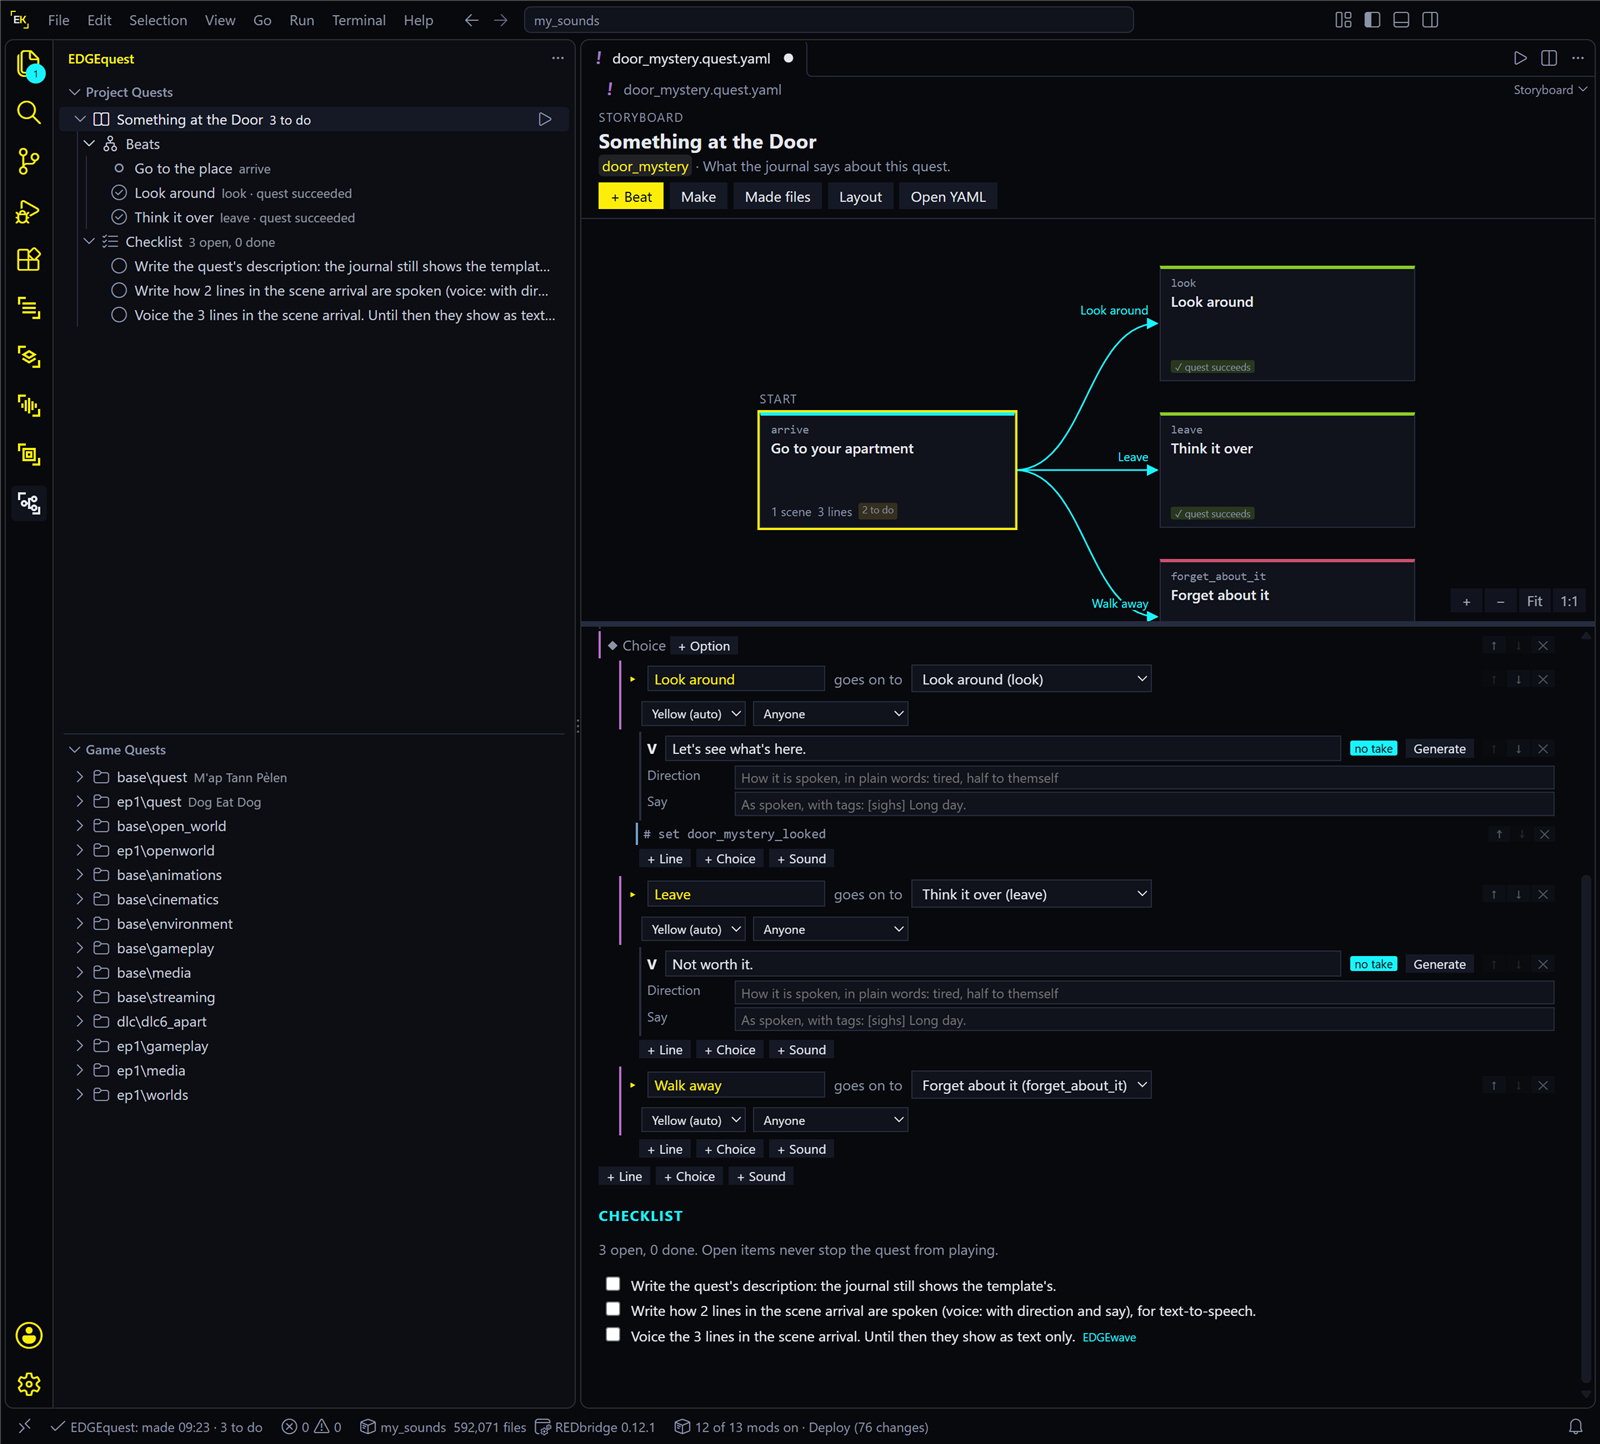 EK File Edit Selection View Go Run Terminal Help my_sounds
1
EDGEquest
Project Quests
Something at the Door 3 to do
Beats
Go to the place arrive
Look around look · quest succeeded
Think it over leave · quest succeeded
Checklist 3 open, 0 done
Write the quest's description: the journal still shows the templat...
Write how 2 lines in the scene arrival are spoken (voice: with dir...
Voice the 3 lines in the scene arrival. Until then they show as text...
Game Quests
base\quest M'ap Tann Pèlen
ep1\quest Dog Eat Dog
base\open_world
ep1\openworld
base\animations
base\cinematics
base\environment
base\gameplay
base\media
base\streaming
dlc\dlc6_apart
ep1\gameplay
ep1\media
ep1\worlds
! door_mystery.quest.yaml
! door_mystery.quest.yaml Storyboard
STORYBOARD
Something at the Door
door_mystery · What the journal says about this quest.
+ Beat Make Made files Layout Open YAML
look
Look around
✓ quest succeeds
Look around
START
arrive
Go to your apartment
1 scene 3 lines 2 to do
Leave
leave
Think it over
✓ quest succeeds
Walk away
forget_about_it
Forget about it
+ − Fit 1:1
◆ Choice + Option ↑ ↓ ×
Look around goes on to Look around (look) ↑ ↓ ×
Yellow (auto) Anyone
V Let's see what's here. no take Generate ↑ ↓ ×
Direction How it is spoken, in plain words: tired, half to themself
Say As spoken, with tags: [sighs] Long day.
# set door_mystery_looked ↑ ↓ ×
+ Line + Choice + Sound
Leave goes on to Think it over (leave) ↑ ↓ ×
Yellow (auto) Anyone
V Not worth it. no take Generate ↑ ↓ ×
Direction How it is spoken, in plain words: tired, half to themself
Say As spoken, with tags: [sighs] Long day.
+ Line + Choice + Sound
Walk away goes on to Forget about it (forget_about_it) ↑ ↓ ×
Yellow (auto) Anyone
+ Line + Choice + Sound
+ Line + Choice + Sound
CHECKLIST
3 open, 0 done. Open items never stop the quest from playing.
Write the quest's description: the journal still shows the template's.
Write how 2 lines in the scene arrival are spoken (voice: with direction and say), for text-to-speech.
Voice the 3 lines in the scene arrival. Until then they show as text only. EDGEwave
EDGEquest: made 09:23 · 3 to do 0 0 my_sounds 592,071 files REDbridge 0.12.1 12 of 13 mods on · Deploy (76 changes)